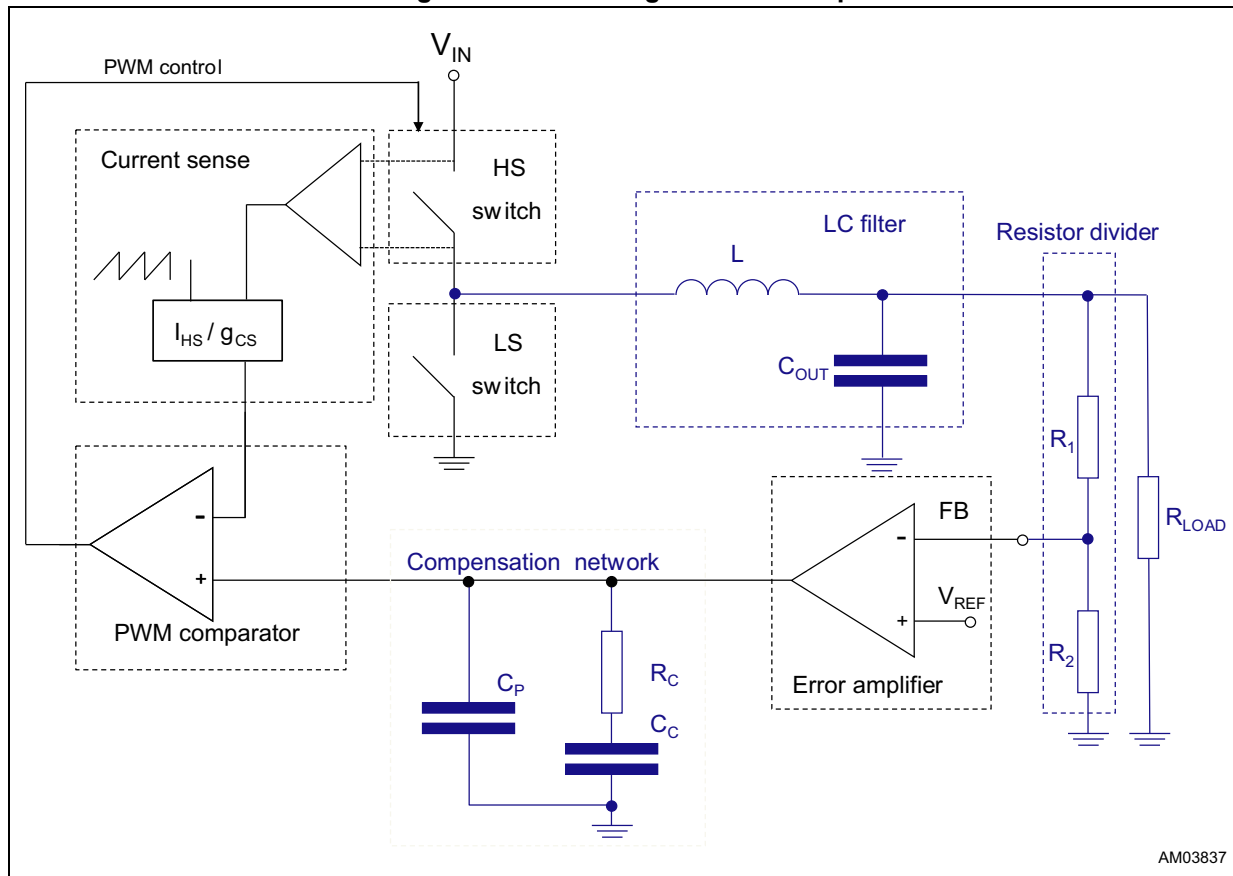 V_IN
PWM control
Current sense
HS
switch
LC filter
Resistor divider
L
I_HS / g_CS
LS
switch
C_OUT
R_1
FB
R_LOAD
-
+
PWM comparator
Compensation network
-
V_REF
+
R_2
Error amplifier
C_P
R_C
C_C
AM03837